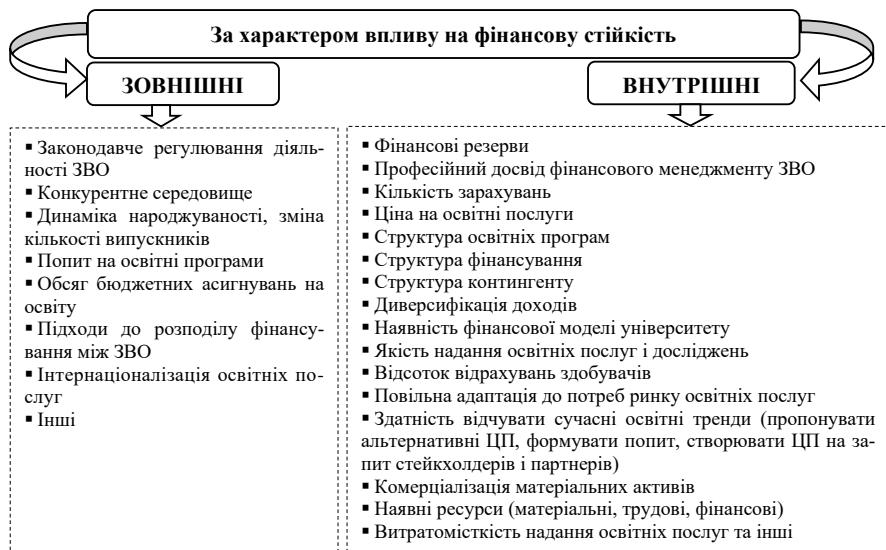 За характером впливу на фінансову стійкість
ЗОВНІШНІ
▪ Законодавче регулювання діяль-
ності ЗВО
▪ Конкурентне середовище
▪ Динаміка народжуваності, зміна
кількості випускників
▪ Попит на освітні програми
▪ Обсяг бюджетних асигнувань на
освіту
▪ Підходи до розподілу фінансу-
вання між ЗВО
▪ Інтернаціоналізація освітніх по-
слуг
▪ Інші
ВНУТРІШНІ
▪ Фінансові резерви
▪ Професійний досвід фінансового менеджменту ЗВО
▪ Кількість зарахувань
▪ Ціна на освітні послуги
▪ Структура освітніх програм
▪ Структура фінансування
▪ Структура контингенту
▪ Диверсифікація доходів
▪ Наявність фінансової моделі університету
▪ Якість надання освітніх послуг і досліджень
▪ Відсоток відрахувань здобувачів
▪ Повільна адаптація до потреб ринку освітніх послуг
▪ Здатність відчувати сучасні освітні тренди (пропонувати
альтернативні ЦП, формувати попит, створювати ЦП на за-
пит стейкхолдерів і партнерів)
▪ Комерціалізація матеріальних активів
▪ Наявні ресурси (матеріальні, трудові, фінансові)
▪ Витратомісткість надання освітніх послуг та інші